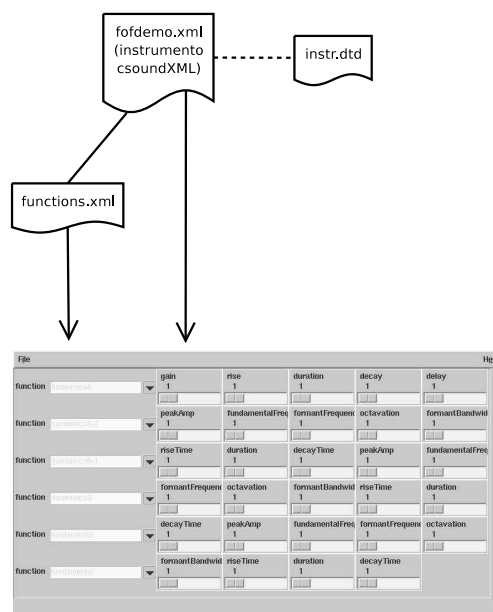 fofdemo.xml
(instrumento
csoundXML)
instr.dtd
functions.xml
File He
gain rise duration decay delay
function
1 1 1 1 1
peakAmp fundamentalFreq formantFrequenc octavation formantBandwid
function
1 1 1 1 1
riseTime duration decayTime peakAmp fundamentalFreq
function
1 1 1 1 1
formantFrequenc octavation formantBandwid riseTime duration
function
1 1 1 1 1
decayTime peakAmp fundamentalFreq formantFrequenc octavation
function fundamental
1 1 1 1 1
formantBandwid riseTime duration decayTime
function fundamental
1 1 1 1